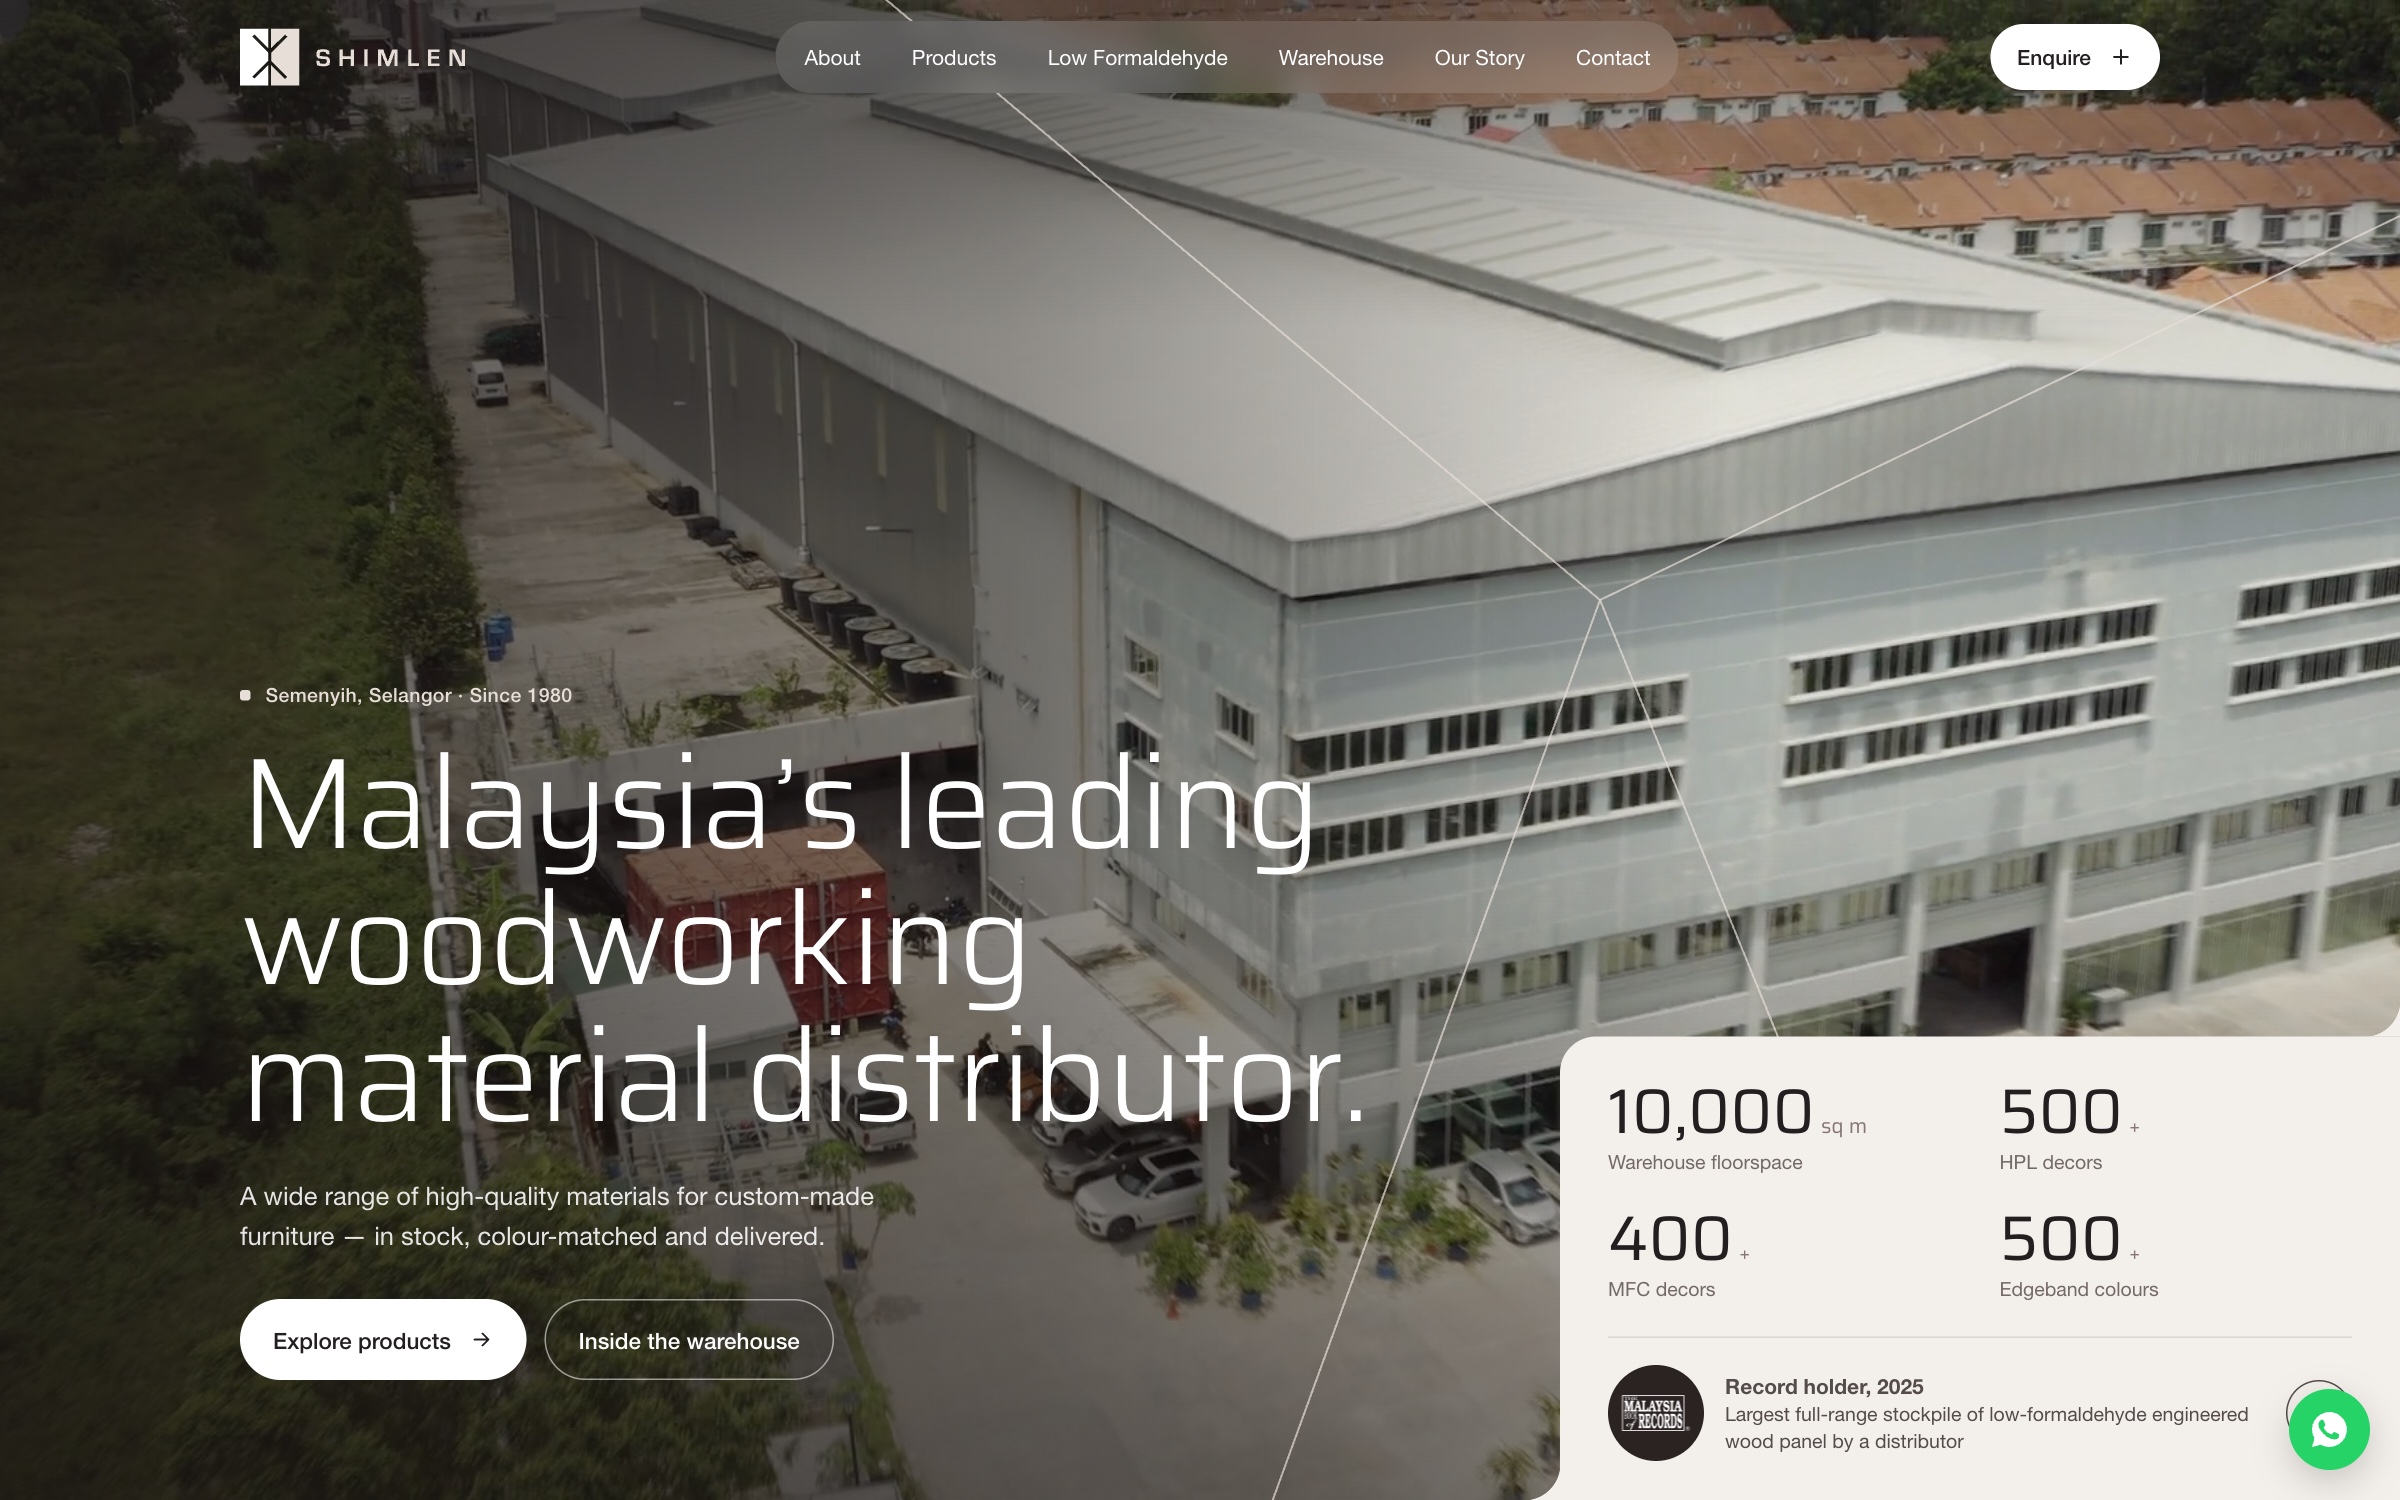 SHIMLEN
About Products Low Formaldehyde Warehouse Our Story Contact
Enquire +
Semenyih, Selangor · Since 1980
Malaysia’s leading
woodworking
material distributor.
A wide range of high-quality materials for custom-made
furniture — in stock, colour-matched and delivered.
Explore products →
Inside the warehouse
10,000 sq m
Warehouse floorspace
500 +
HPL decors
400 +
MFC decors
500 +
Edgeband colours
MALAYSIA
of RECORDS
Record holder, 2025
Largest full-range stockpile of low-formaldehyde engineered
wood panel by a distributor